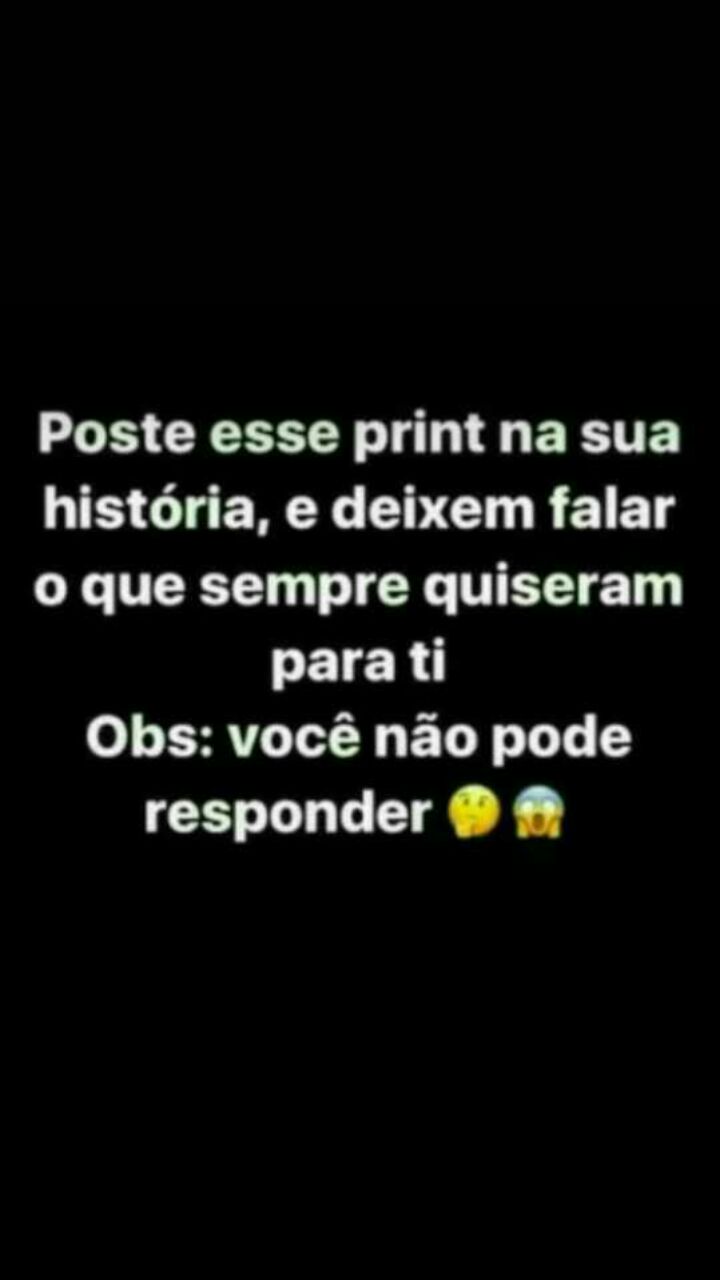 Poste esse print na sua
história, e deixem falar
o que sempre quiseram
para ti
Obs: você não pode
responder 🤔😱